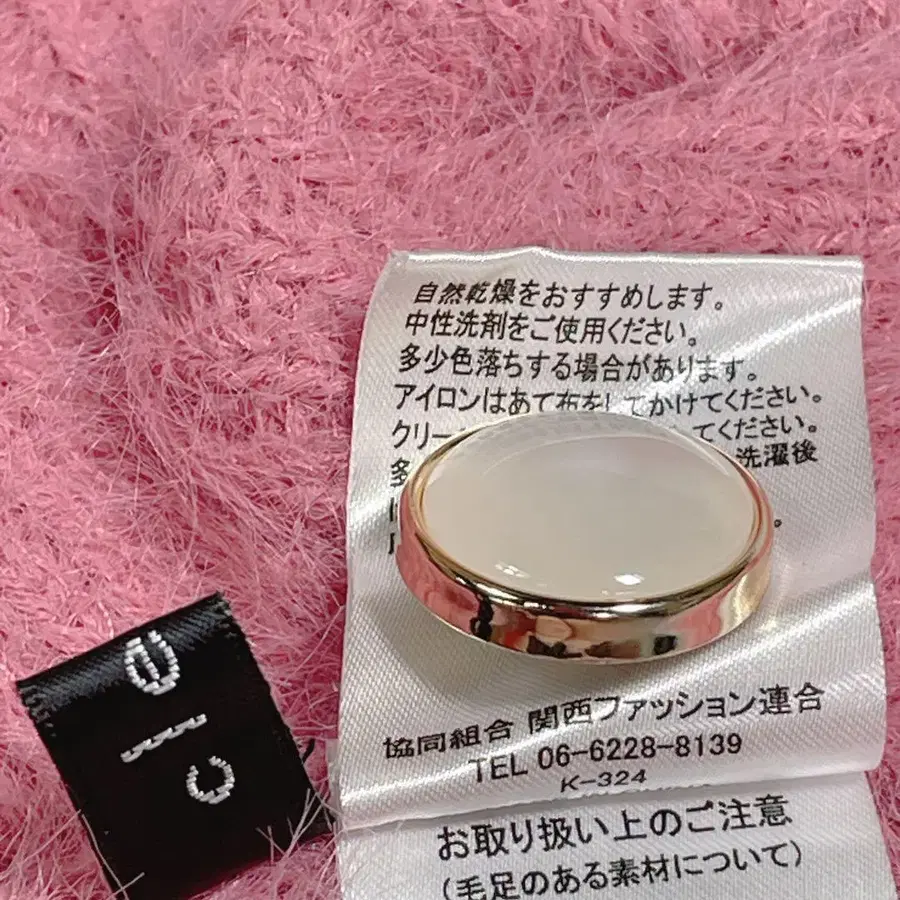 自然乾燥をおすすめします。
中性洗剤をご使用ください。
多少色落ちする場合があります。
アイロンはあて布をしてかけてください。
クリー てください。
多 洗濯後
協同組合 関西ファッション連合
TEL 06-6228-8139
K-324
お取り扱い上のご注意
(毛足のある素材について)